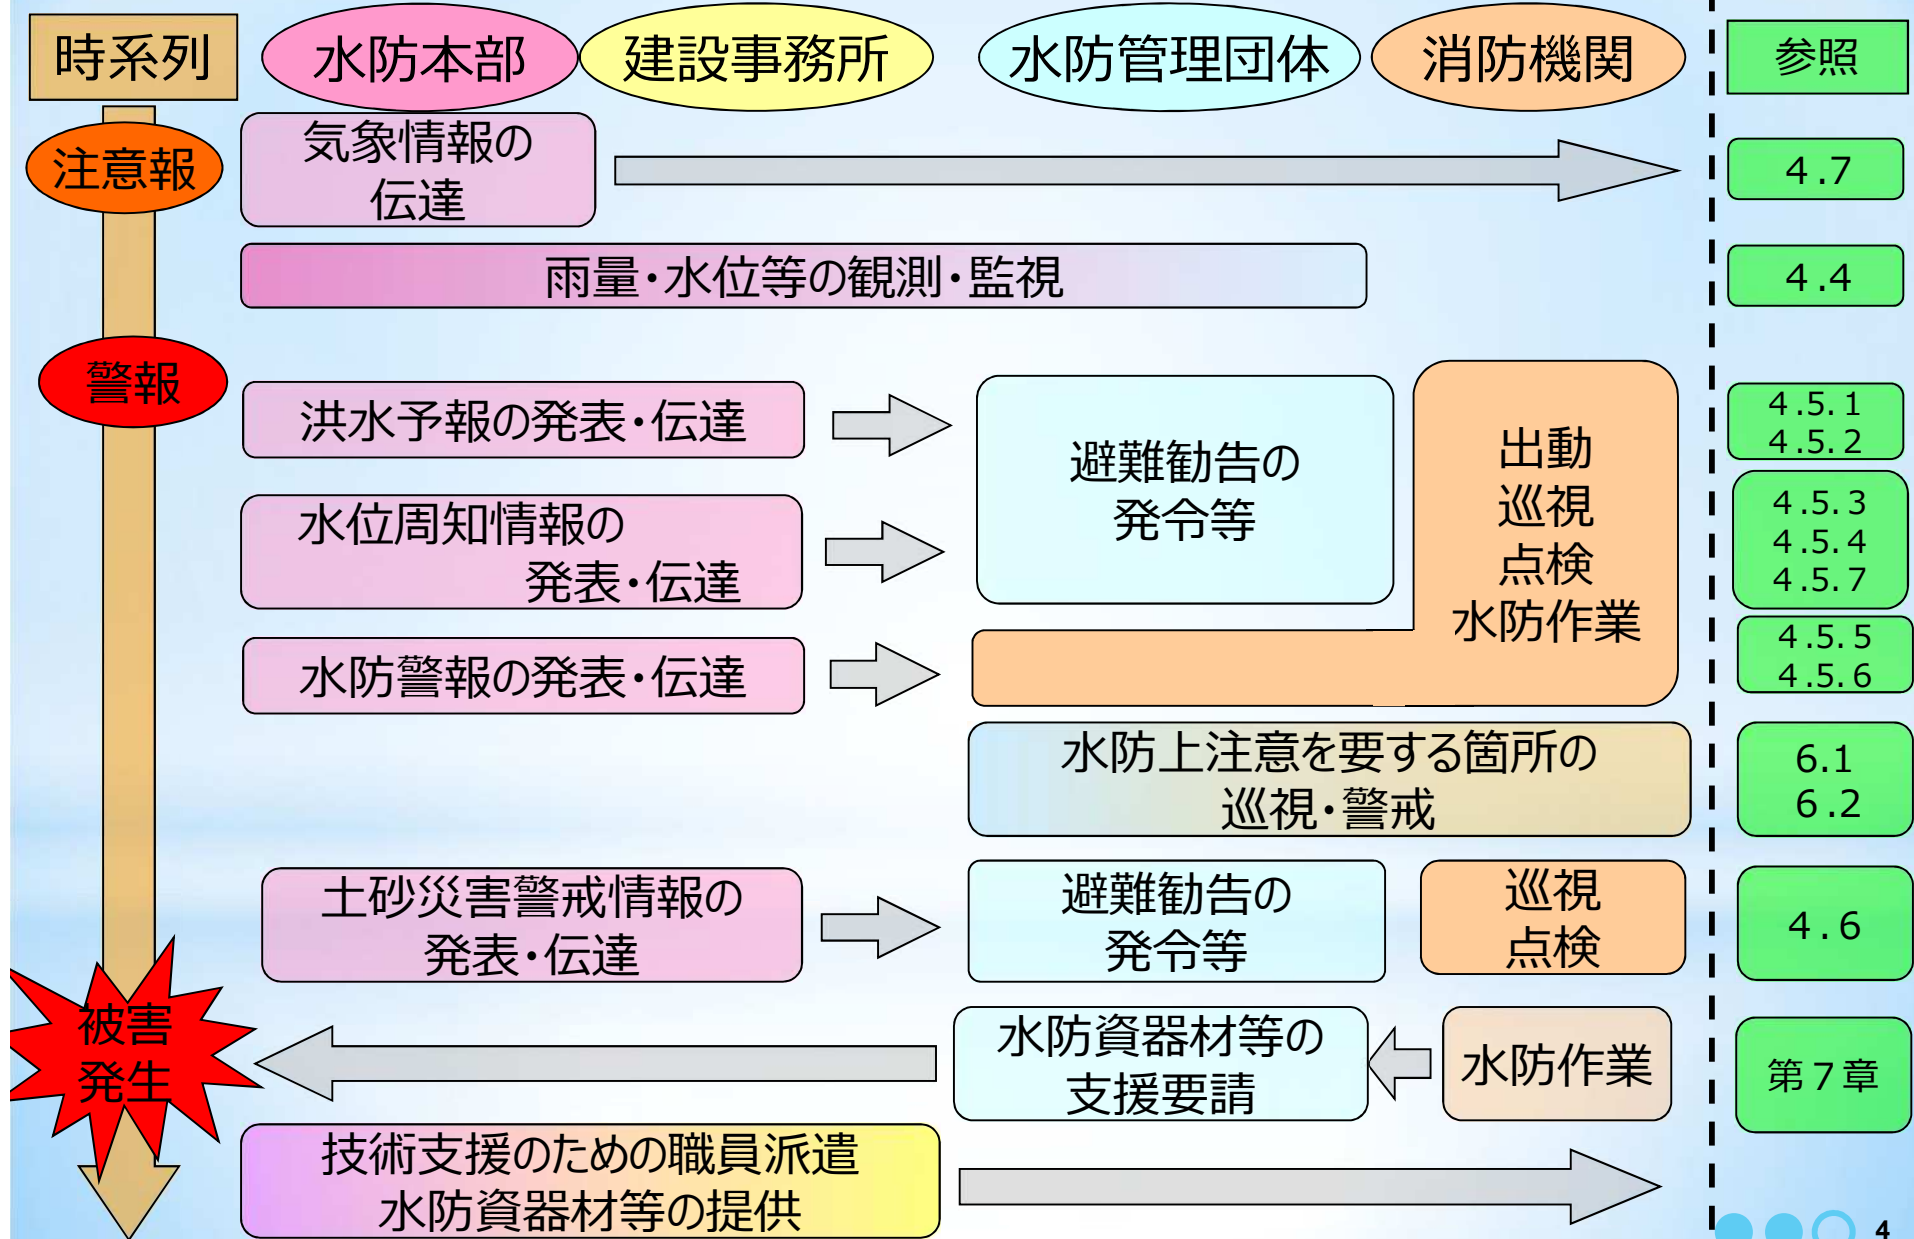 時系列
水防本部
建設事務所
水防管理団体
消防機関
参照
注意報
気象情報の
伝達
4.7
雨量・水位等の観測・監視
4.4
警報
洪水予報の発表・伝達
避難勧告の
発令等
出動
巡視
点検
水防作業
4.5.1
4.5.2
水位周知情報の
発表・伝達
4.5.3
4.5.4
4.5.7
水防警報の発表・伝達
4.5.5
4.5.6
水防上注意を要する箇所の
巡視・警戒
6.1
6.2
土砂災害警戒情報の
発表・伝達
避難勧告の
発令等
巡視
点検
4.6
被害
発生
水防資器材等の
支援要請
水防作業
第7章
技術支援のための職員派遣
水防資器材等の提供
4